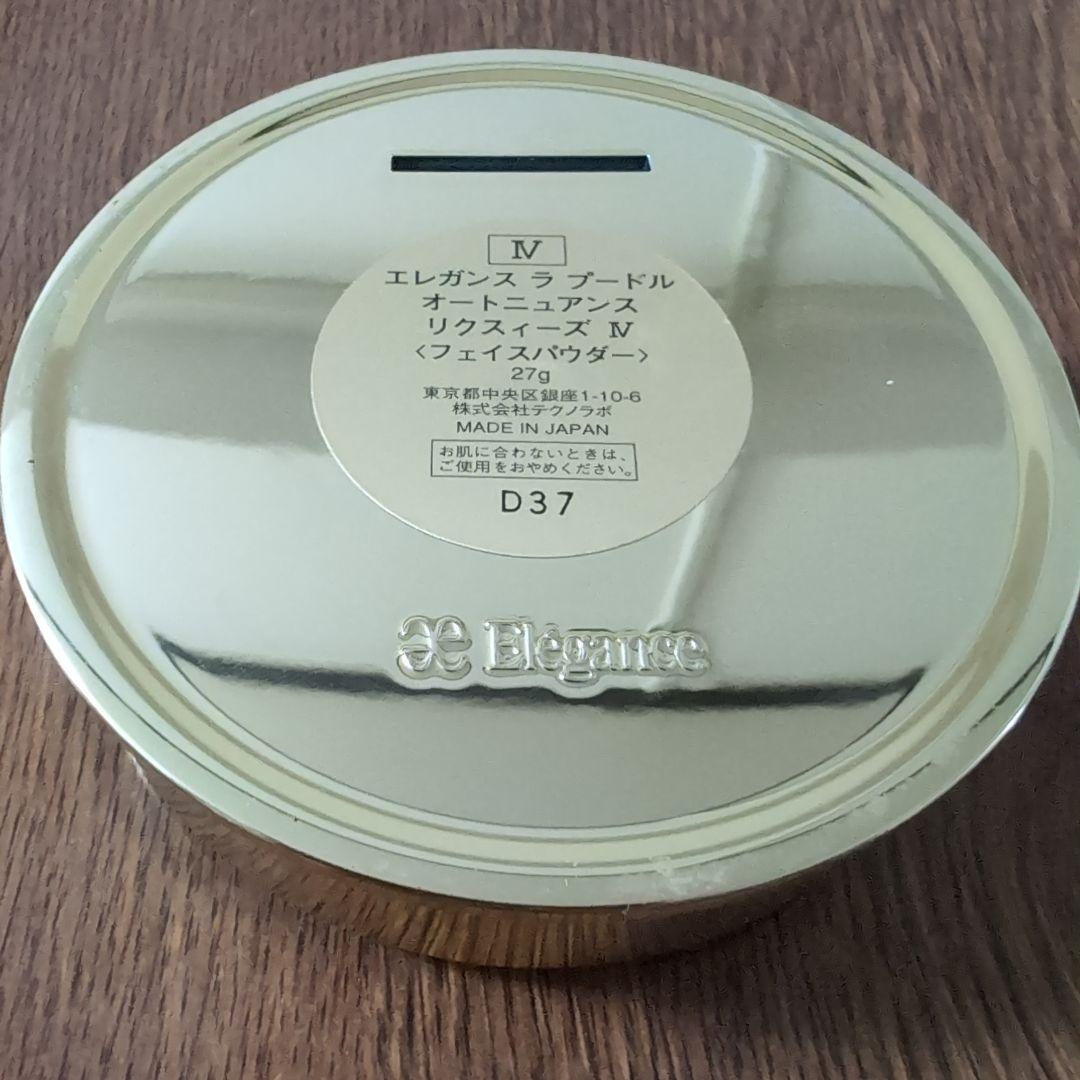 Ⅳ
エレガンス ラ プードル
オートニュアンス
リクスィーズ Ⅳ
〈フェイスパウダー〉
27g
東京都中央区銀座1-10-6
株式会社テクノラボ
MADE IN JAPAN
お肌に合わないときは、
ご使用をおやめください。
D37
Elégance